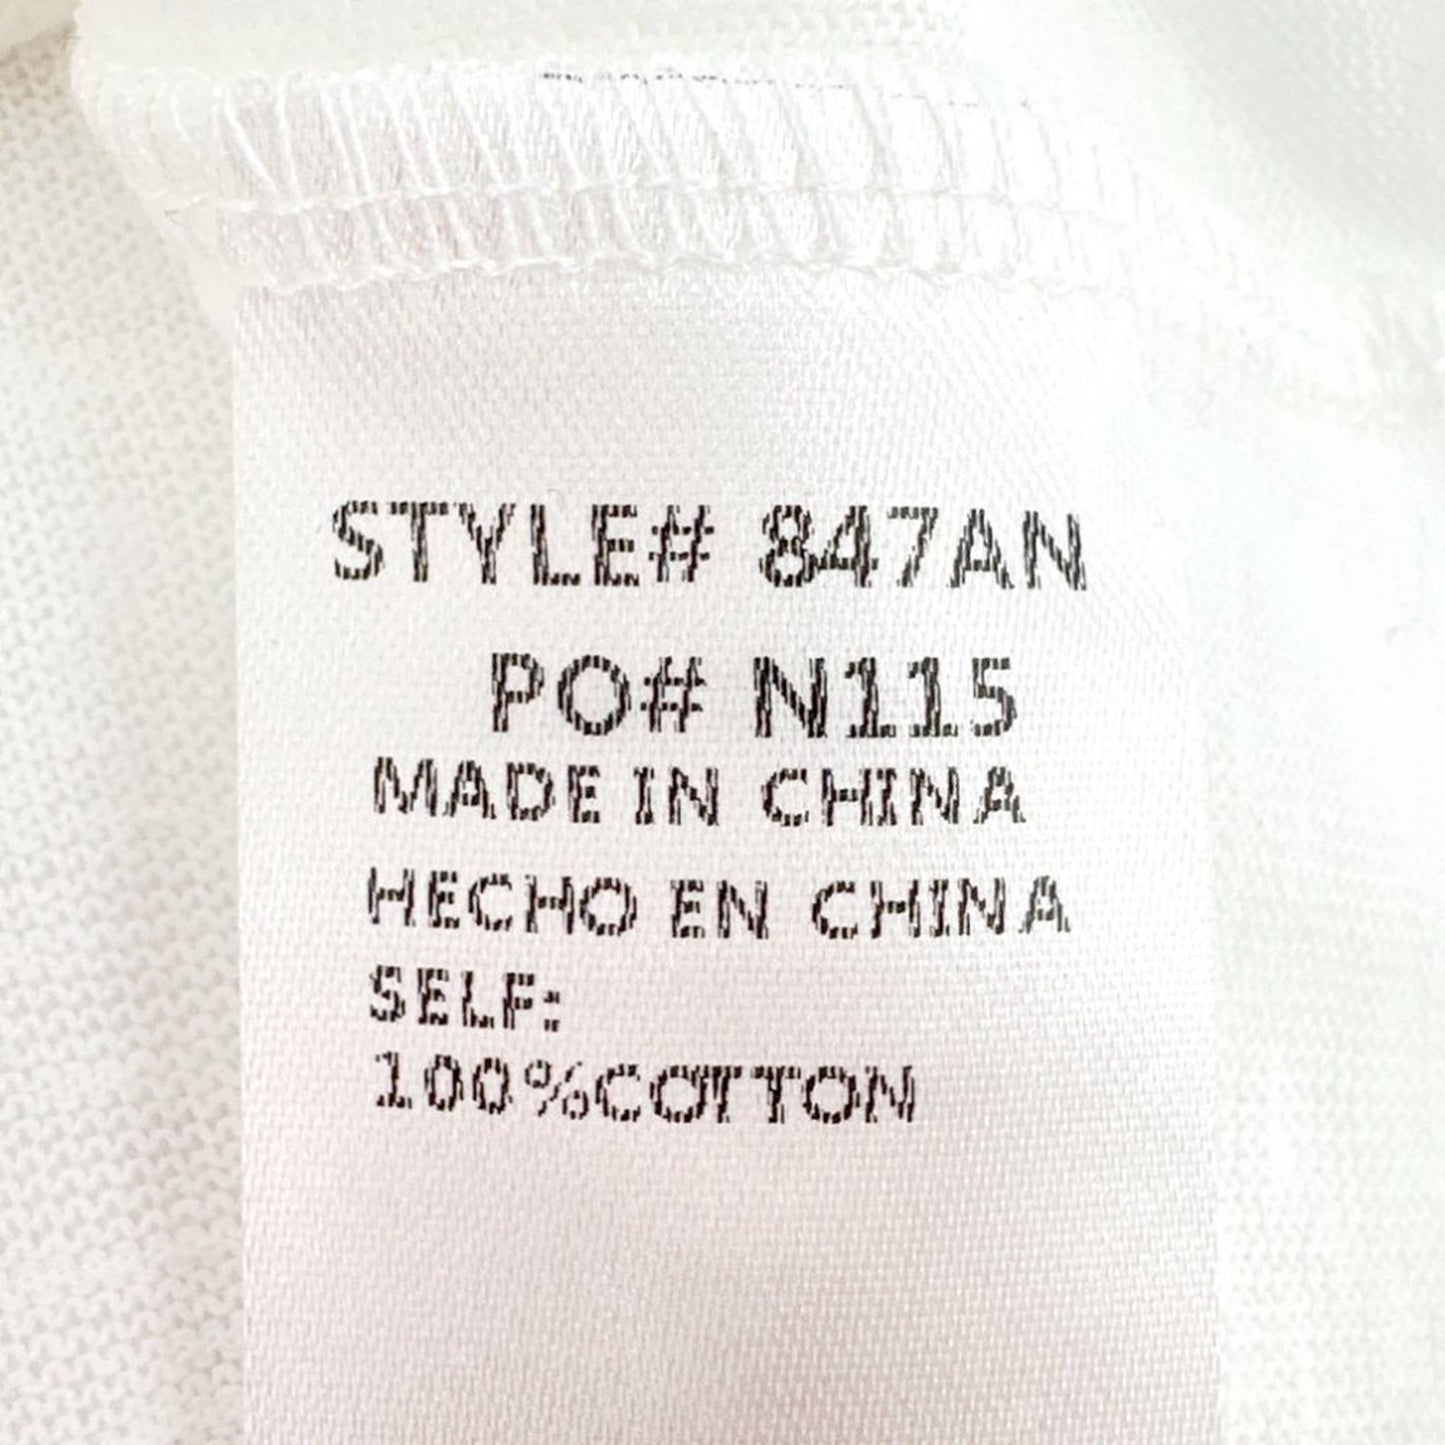 STYLE# 847AN
PO# N115
MADE IN CHINA
HECHO EN CHINA
SELF:
100%COTTON